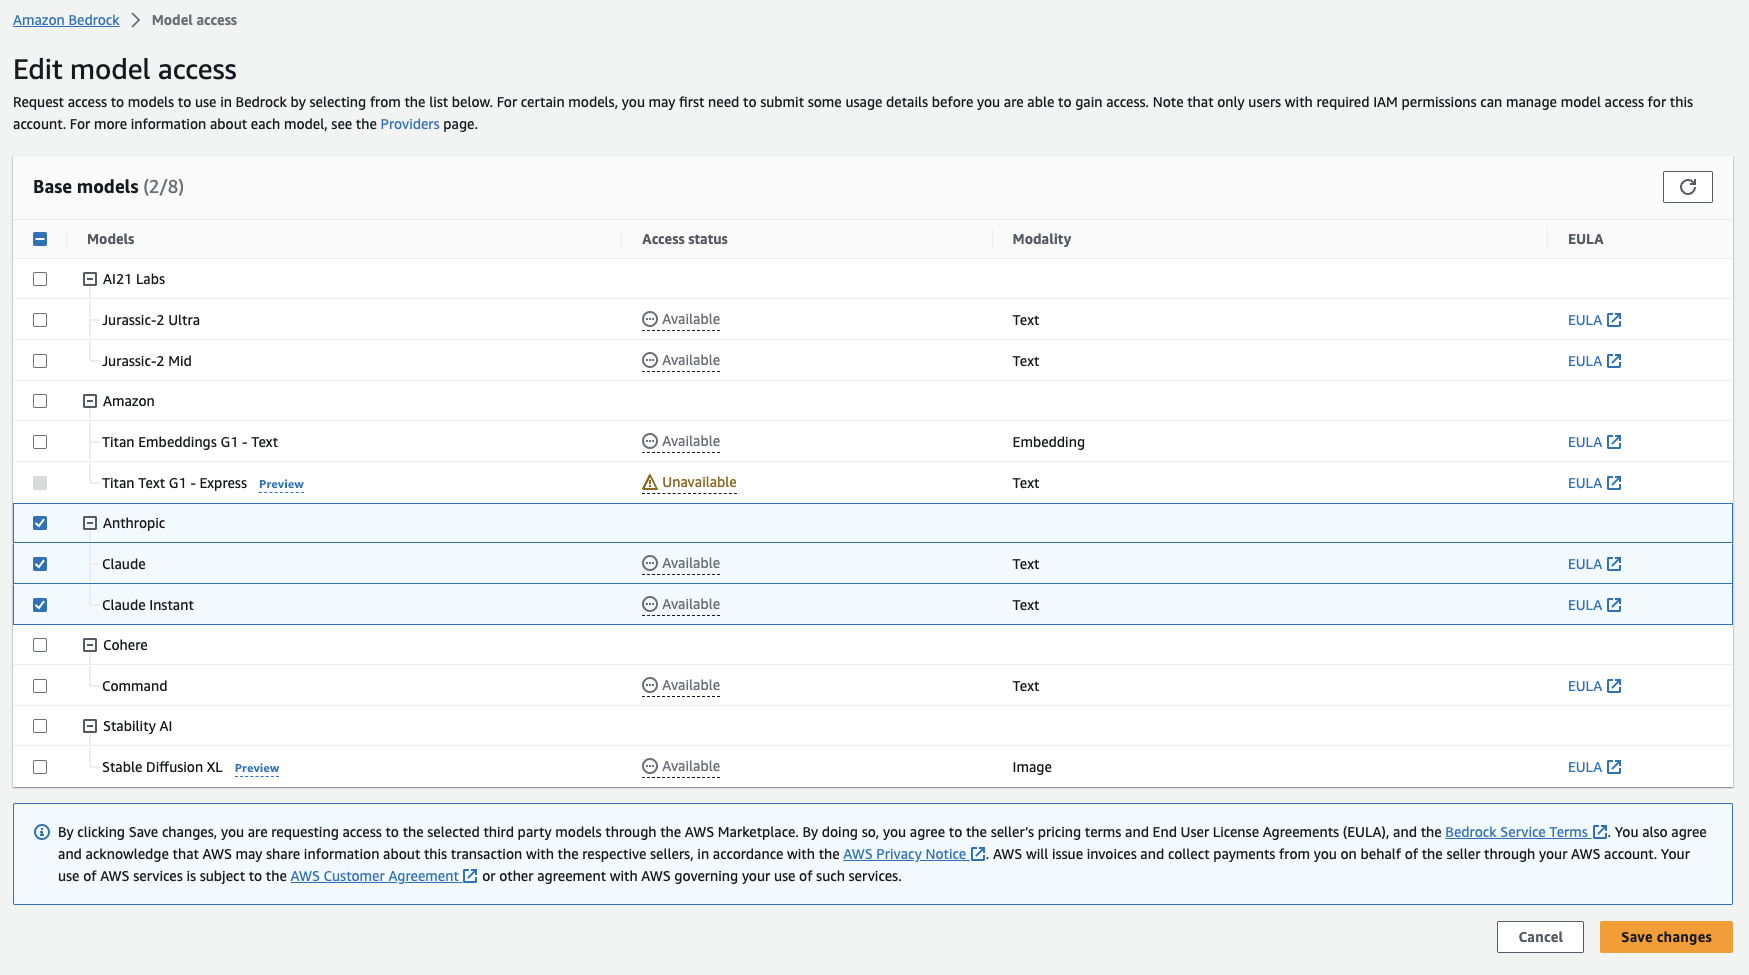 Amazon Bedrock > Model access
Edit model access
Request access to models to use in Bedrock by selecting from the list below. For certain models, you may first need to submit some usage details before you are able to gain access. Note that only users with required IAM permissions can manage model access for this
account. For more information about each model, see the Providers page.
Base models (2/8)
Models Access status Modality EULA
AI21 Labs
Jurassic-2 Ultra Available Text EULA
Jurassic-2 Mid Available Text EULA
Amazon
Titan Embeddings G1 - Text Available Embedding EULA
Titan Text G1 - Express Preview Unavailable Text EULA
Anthropic
Claude Available Text EULA
Claude Instant Available Text EULA
Cohere
Command Available Text EULA
Stability AI
Stable Diffusion XL Preview Available Image EULA
By clicking Save changes, you are requesting access to the selected third party models through the AWS Marketplace. By doing so, you agree to the seller’s pricing terms and End User License Agreements (EULA), and the Bedrock Service Terms. You also agree
and acknowledge that AWS may share information about this transaction with the respective sellers, in accordance with the AWS Privacy Notice. AWS will issue invoices and collect payments from you on behalf of the seller through your AWS account. Your
use of AWS services is subject to the AWS Customer Agreement or other agreement with AWS governing your use of such services.
Cancel Save changes